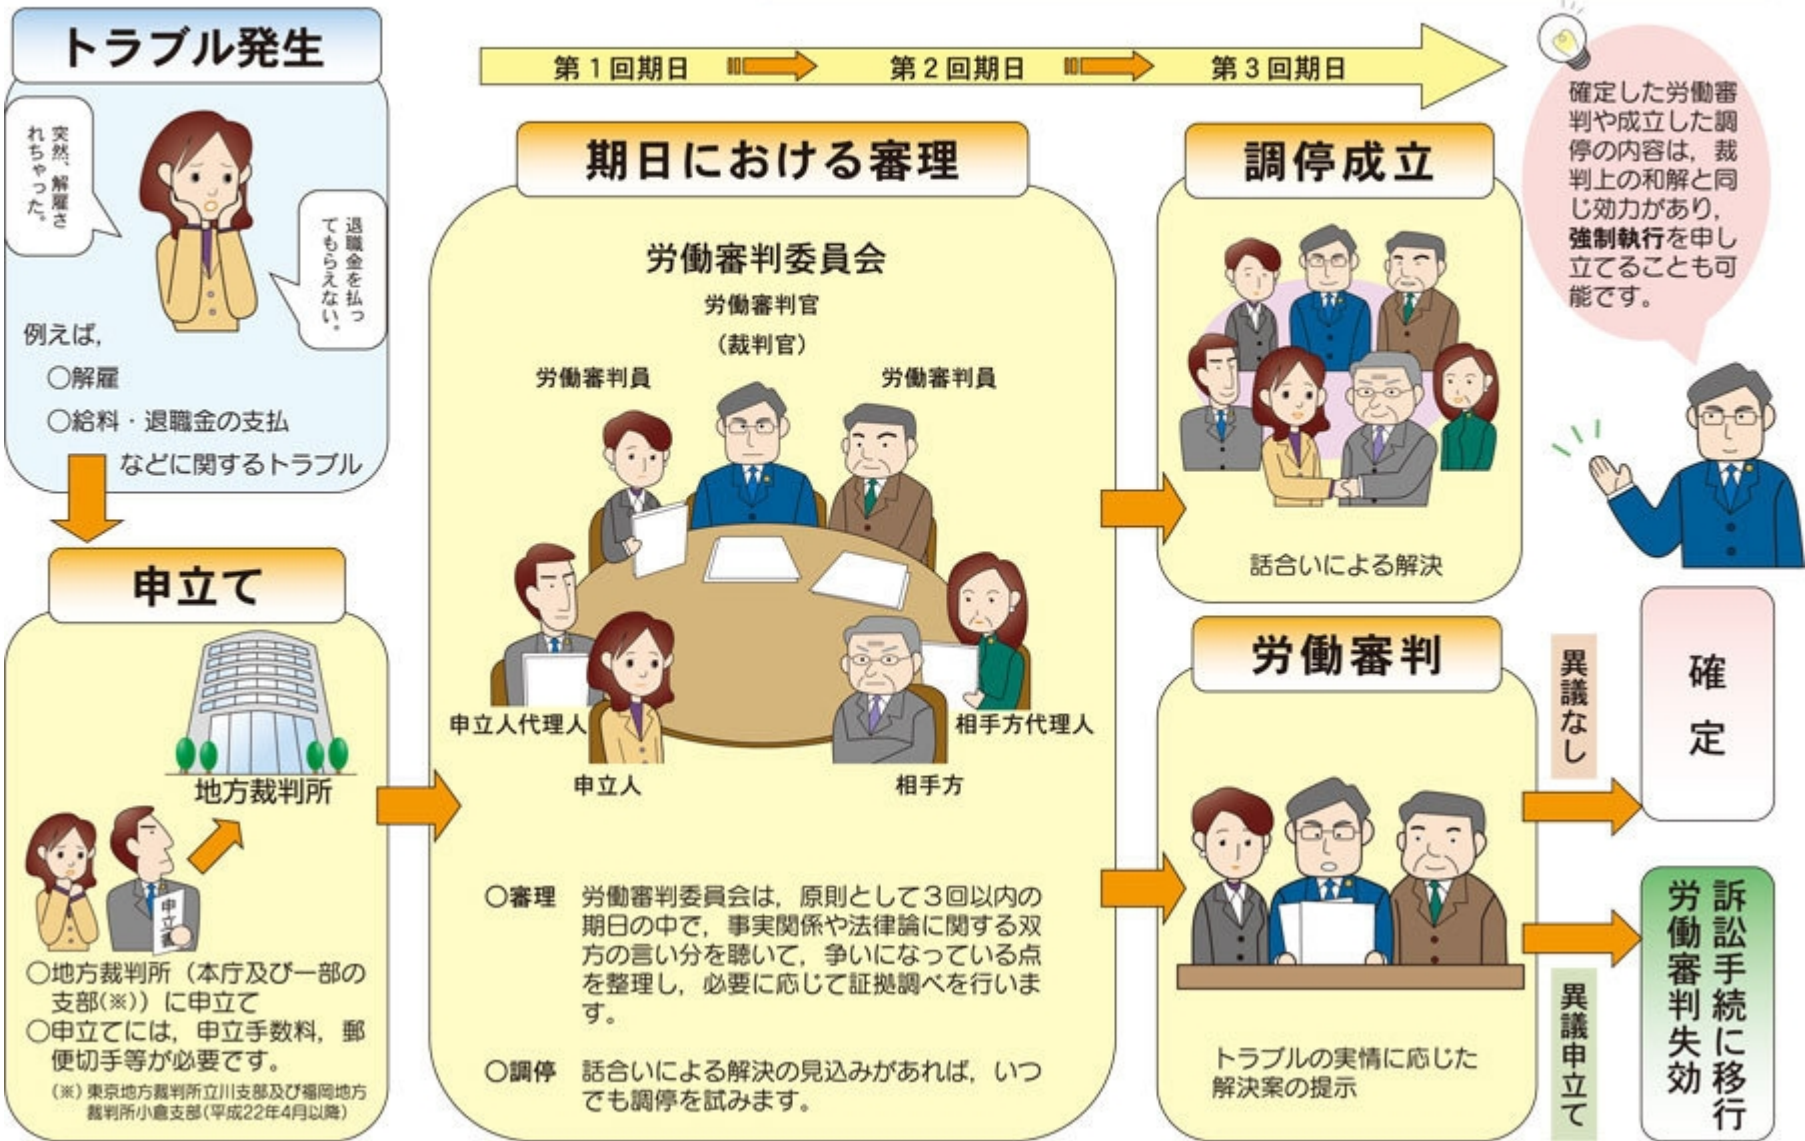 トラブル発生
突然、解雇さ
れちゃった。
退職金を払っ
てもらえない。
例えば，
○解雇
○給料・退職金の支払
などに関するトラブル
申立て
地方裁判所
申立書
○地方裁判所（本庁及び一部の
支部(※)）に申立て
○申立てには，申立手数料，郵
便切手等が必要です。
(※)東京地方裁判所立川支部及び福岡地方
裁判所小倉支部(平成22年4月以降)
第１回期日
第２回期日
第３回期日
期日における審理
労働審判委員会
労働審判官
（裁判官）
労働審判員
労働審判員
申立人代理人
相手方代理人
申立人
相手方
○審理 労働審判委員会は，原則として３回以内の
期日の中で，事実関係や法律論に関する双
方の言い分を聴いて，争いになっている点
を整理し，必要に応じて証拠調べを行いま
す。
○調停 話合いによる解決の見込みがあれば，いつ
でも調停を試みます。
調停成立
話合いによる解決
労働審判
トラブルの実情に応じた
解決案の提示
確定した労働審
判や成立した調
停の内容は，裁
判上の和解と同
じ効力があり，
強制執行を申し
立てることも可
能です。
異議なし
確定
異議申立て
訴訟手続に移行
労働審判失効